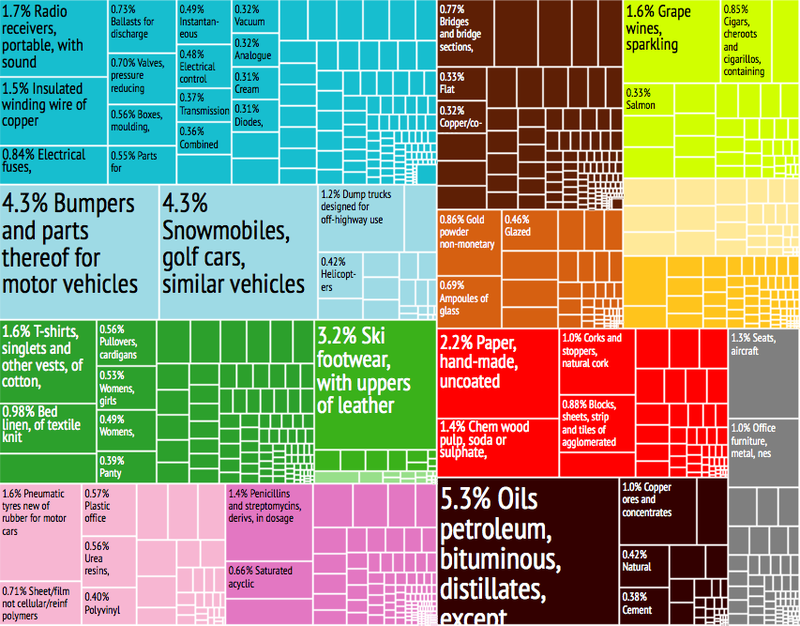 1.7% Radio
receivers,
portable, with
sound
1.5% Insulated
winding wire of
copper
0.84% Electrical
fuses,
0.73%
Ballasts for
discharge
0.70% Valves,
pressure
reducing
0.56% Boxes,
moulding,
0.55% Parts
for
0.49%
Instantan-
eous
0.48%
Electrical
control
0.37%
Transmission
0.36%
Combined
0.32%
Vacuum
0.32%
Analogue
0.31%
Cream
0.31%
Diodes,
4.3% Bumpers
and parts
thereof for
motor vehicles
4.3%
Snowmobiles,
golf cars,
similar vehicles
1.2% Dump trucks
designed for
off-highway use
0.42%
Helicopt-
ers
1.6% T-shirts,
singlets and
other vests, of
cotton,
0.98% Bed
linen, of textile
knit
0.56%
Pullovers,
cardigans
0.53%
Womens,
girls
0.49%
Womens,
0.39%
Panty
3.2% Ski
footwear,
with uppers
of leather
1.6% Pneumatic
tyres new of
rubber for motor
cars
0.71% Sheet/film
not cellular/reinf
polymers
0.57%
Plastic
office
0.56%
Urea
resins,
0.40%
Polyvinyl
1.4% Penicillins
and streptomycins,
derivs, in dosage
0.66% Saturated
acyclic
0.77%
Bridges
and bridge
sections,
0.33%
Flat
0.32%
Copper/co-
0.86% Gold
powder
non-monetary
0.69%
Ampoules of
glass
0.46%
Glazed
1.6% Grape
wines,
sparkling
0.85%
Cigars,
cheroots
and
cigarillos,
containing
0.33%
Salmon
2.2% Paper,
hand-made,
uncoated
1.4% Chem wood
pulp, soda or
sulphate,
1.0% Corks and
stoppers,
natural cork
0.88% Blocks,
sheets, strip
and tiles of
agglomerated
1.3% Seats,
aircraft
1.0% Office
furniture,
metal, nes
5.3% Oils
petroleum,
bituminous,
distillates,
except
1.0% Copper
ores and
concentrates
0.42%
Natural
0.38%
Cement